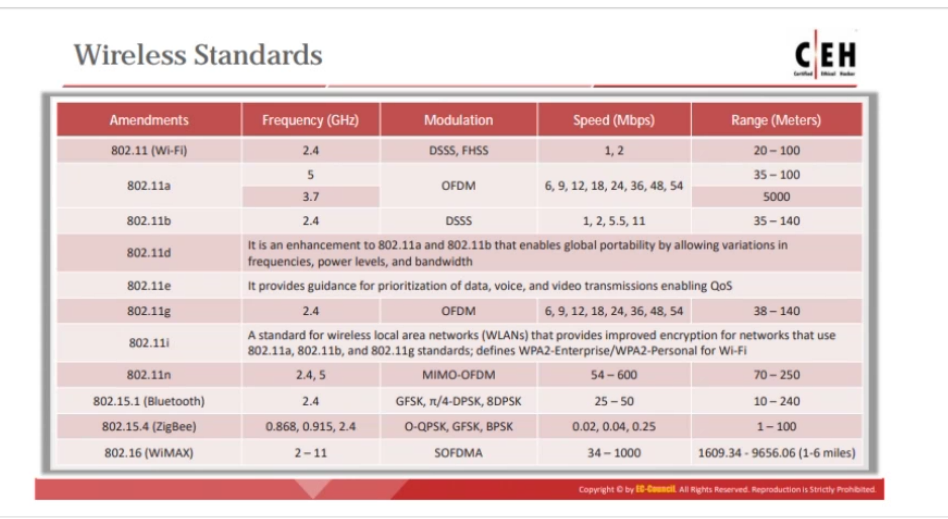 Wireless Standards
C|EH
Certified Ethical Hacker
Amendments Frequency (GHz) Modulation Speed (Mbps) Range (Meters)
802.11 (Wi-Fi) 2.4 DSSS, FHSS 1, 2 20 – 100
802.11a 5 OFDM 6, 9, 12, 18, 24, 36, 48, 54 35 – 100
3.7 5000
802.11b 2.4 DSSS 1, 2, 5.5, 11 35 – 140
802.11d It is an enhancement to 802.11a and 802.11b that enables global portability by allowing variations in
frequencies, power levels, and bandwidth
802.11e It provides guidance for prioritization of data, voice, and video transmissions enabling QoS
802.11g 2.4 OFDM 6, 9, 12, 18, 24, 36, 48, 54 38 – 140
802.11i A standard for wireless local area networks (WLANs) that provides improved encryption for networks that use
802.11a, 802.11b, and 802.11g standards; defines WPA2-Enterprise/WPA2-Personal for Wi-Fi
802.11n 2.4, 5 MIMO-OFDM 54 – 600 70 – 250
802.15.1 (Bluetooth) 2.4 GFSK, π/4-DPSK, 8DPSK 25 – 50 10 – 240
802.15.4 (ZigBee) 0.868, 0.915, 2.4 O-QPSK, GFSK, BPSK 0.02, 0.04, 0.25 1 – 100
802.16 (WiMAX) 2 – 11 SOFDMA 34 – 1000 1609.34 - 9656.06 (1-6 miles)
Copyright © by EC-Council. All Rights Reserved. Reproduction is Strictly Prohibited.